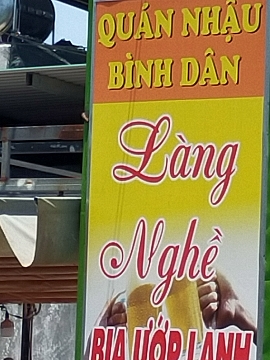 QUÁN NHẬU
BÌNH DÂN
Làng
Nghề
BIA ƯỚP LẠNH